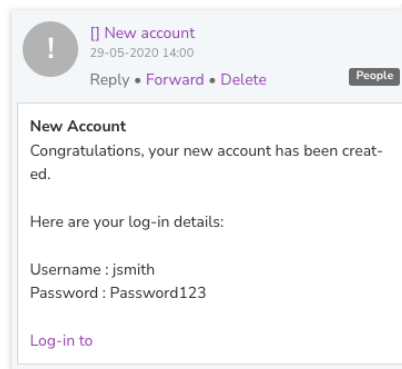 !
[] New account
29-05-2020 14:00
Reply • Forward • Delete
People
New Account
Congratulations, your new account has been creat-
ed.
Here are your log-in details:
Username : jsmith
Password : Password123
Log-in to